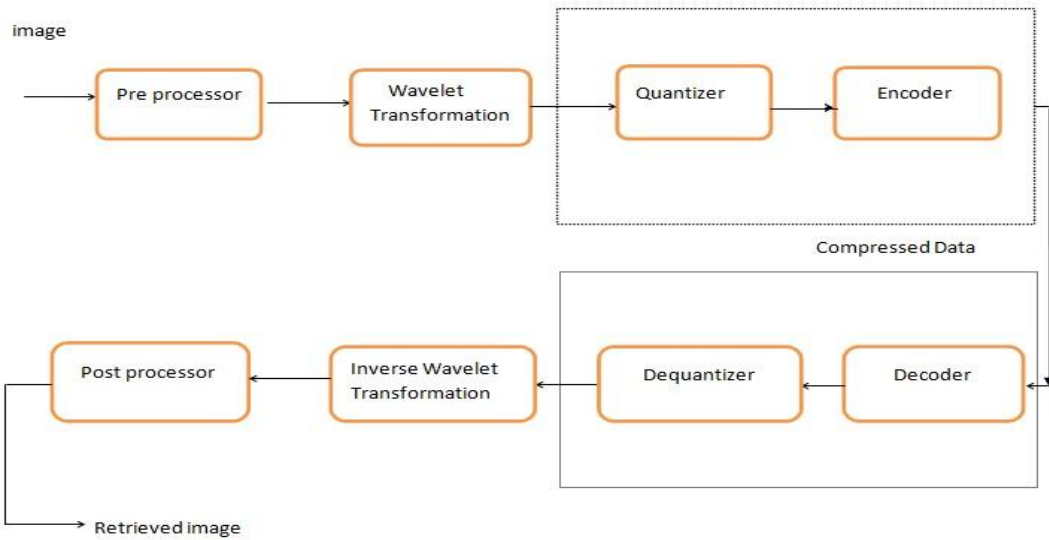 image
Pre processor
Wavelet
Transformation
Quantizer
Encoder
Compressed Data
Post processor
Inverse Wavelet
Transformation
Dequantizer
Decoder
Retrieved image